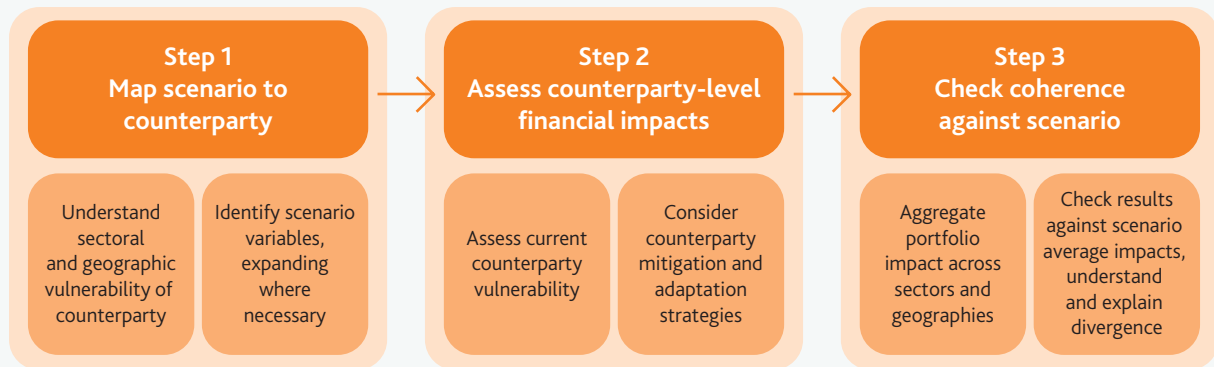 Step 1
Map scenario to
counterparty
Understand
sectoral
and geographic
vulnerability of
counterparty
Identify scenario
variables,
expanding
where
necessary
Step 2
Assess counterparty-level
financial impacts
Assess current
counterparty
vulnerability
Consider
counterparty
mitigation and
adaptation
strategies
Step 3
Check coherence
against scenario
Aggregate
portfolio
impact across
sectors and
geographies
Check results
against scenario
average impacts,
understand
and explain
divergence